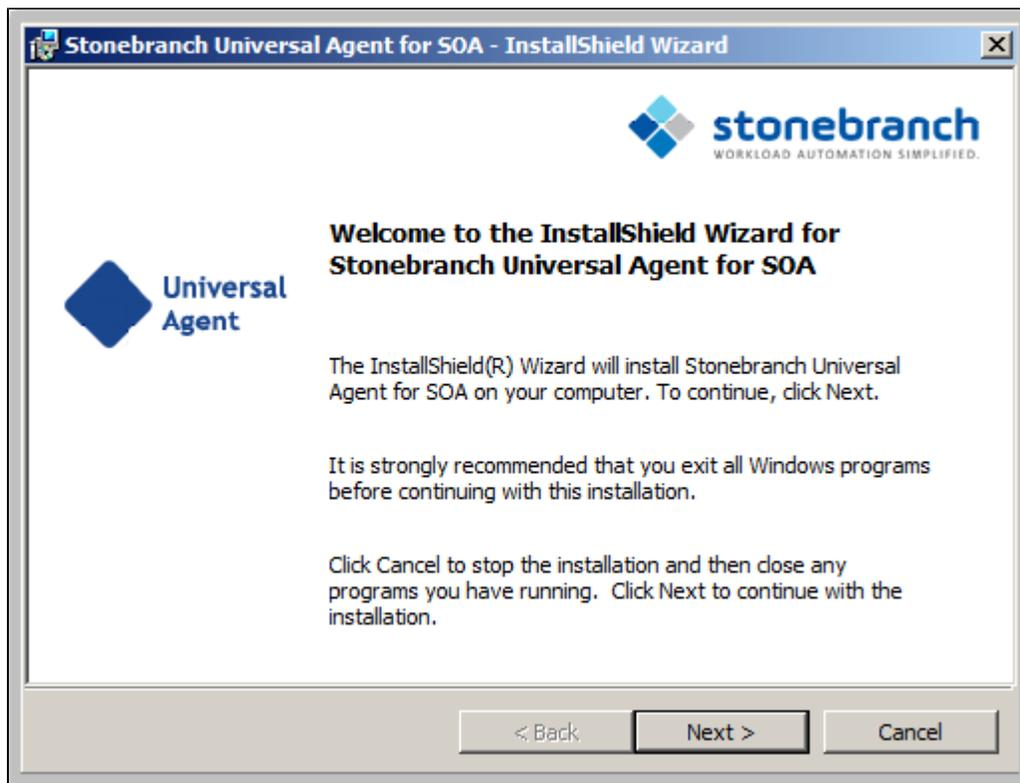 Stonebranch Universal Agent for SOA - InstallShield Wizard
stonebranch
WORKLOAD AUTOMATION SIMPLIFIED.
Welcome to the InstallShield Wizard for
Stonebranch Universal Agent for SOA
Universal
Agent
The InstallShield(R) Wizard will install Stonebranch Universal
Agent for SOA on your computer. To continue, click Next.
It is strongly recommended that you exit all Windows programs
before continuing with this installation.
Click Cancel to stop the installation and then close any
programs you have running.  Click Next to continue with the
installation.
< Back
Next >
Cancel